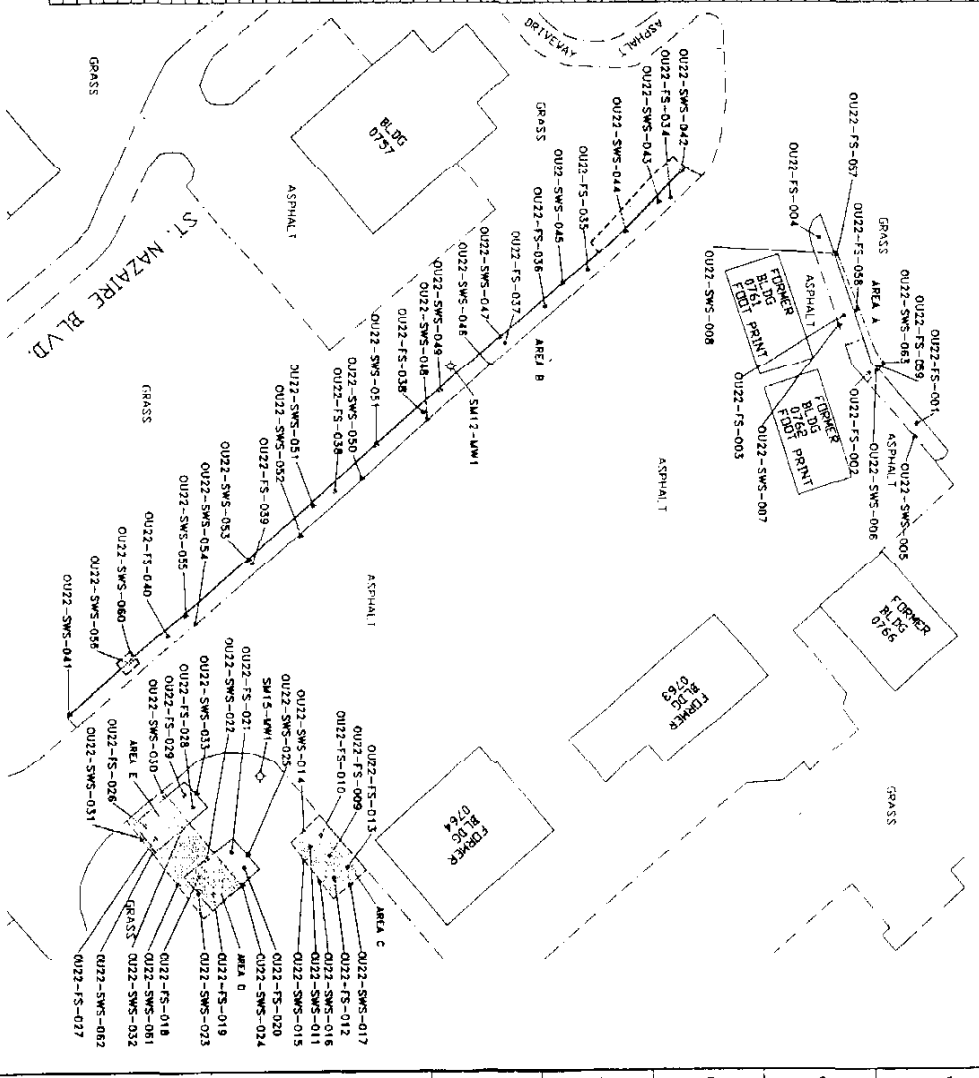 GRASS
BLDG
0757
ASPHALT
ST. NAZAIRE BLVD.
GRASS
DRIVEWAY
ASPHALT
GRASS
OU22-SWS-042
OU22-FS-034
OU22-SWS-043
OU22-SWS-044
OU22-FS-035
OU22-SWS-045
OU22-FS-036
OU22-FS-037
OU22-SWS-047
OU22-SWS-046
OU22-SWS-049
OU22-SWS-048
OU22-FS-038
OU22-SWS-051
OU22-SWS-050
OU22-FS-038
OU22-SWS-051
OU22-SWS-052
OU22-FS-039
OU22-SWS-053
OU22-SWS-054
OU22-SWS-055
OU22-FS-040
OU22-SWS-060
OU22-SWS-056
OU22-SWS-041
AREA B
SM12-MW1
ASPHALT
ASPHALT
OU22-FS-057
OU22-FS-004
GRASS
OU22-FS-058
AREA A
OU22-SWS-063
OU22-FS-059
OU22-FS-001
ASPHALT
FORMER
BLDG
0761
FOOT PRINT
FORMER
BLDG
0762
FOOT PRINT
ASPHALT
OU22-SWS-008
OU22-FS-003
OU22-SWS-007
OU22-FS-002
OU22-SWS-006
OU22-SWS-005
FORMER
BLDG
0766
FORMER
BLDG
0763
FORMER
BLDG
0764
GRASS
OU22-FS-013
OU22-FS-009
OU22-FS-010
OU22-SWS-014
OU22-SWS-025
SM15-MW1
OU22-FS-021
OU22-SWS-022
OU22-SWS-033
OU22-FS-028
OU22-FS-029
OU22-SWS-030
AREA E
OU22-FS-026
OU22-SWS-031
AREA C
OU22-SWS-017
OU22-FS-012
OU22-SWS-016
OU22-SWS-011
OU22-SWS-015
OU22-FS-020
OU22-SWS-024
AREA D
OU22-FS-019
OU22-SWS-023
OU22-FS-018
OU22-SWS-061
OU22-SWS-032
GRASS
OU22-SWS-062
OU22-FS-027